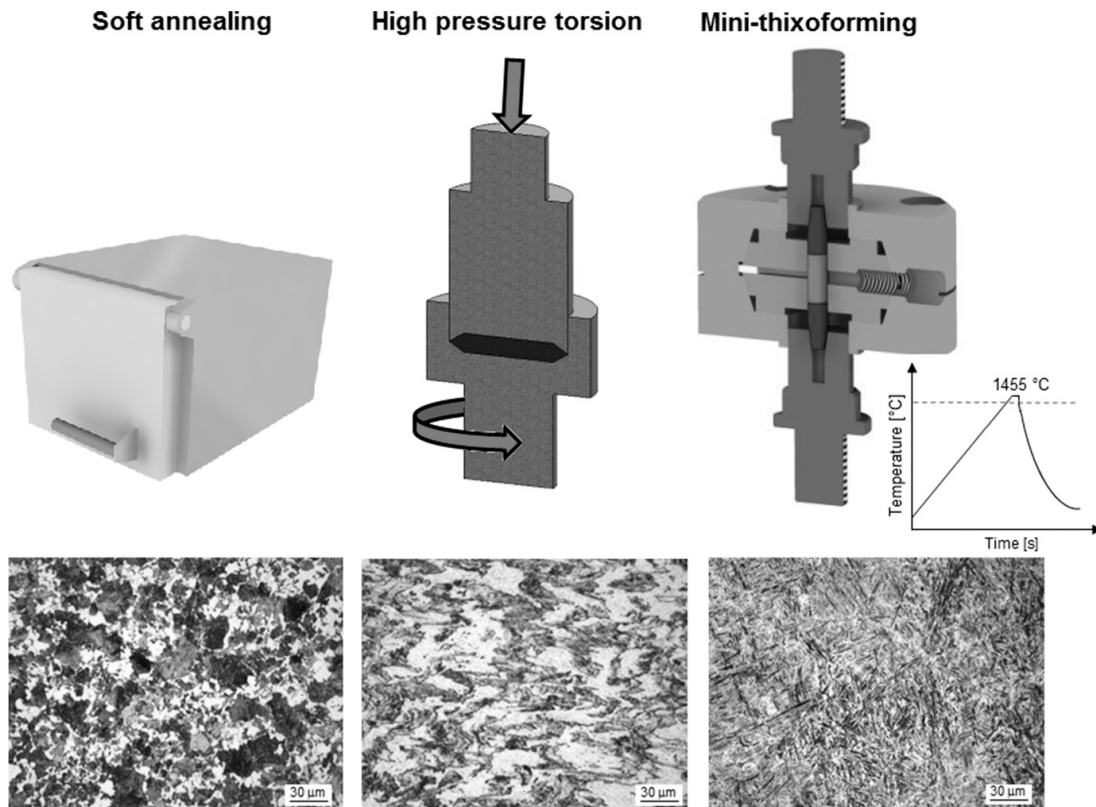 Soft annealing
High pressure torsion
Mini-thixoforming
1455 °C
Temperature [°C]
Time [s]
30 µm
30 µm
30 µm